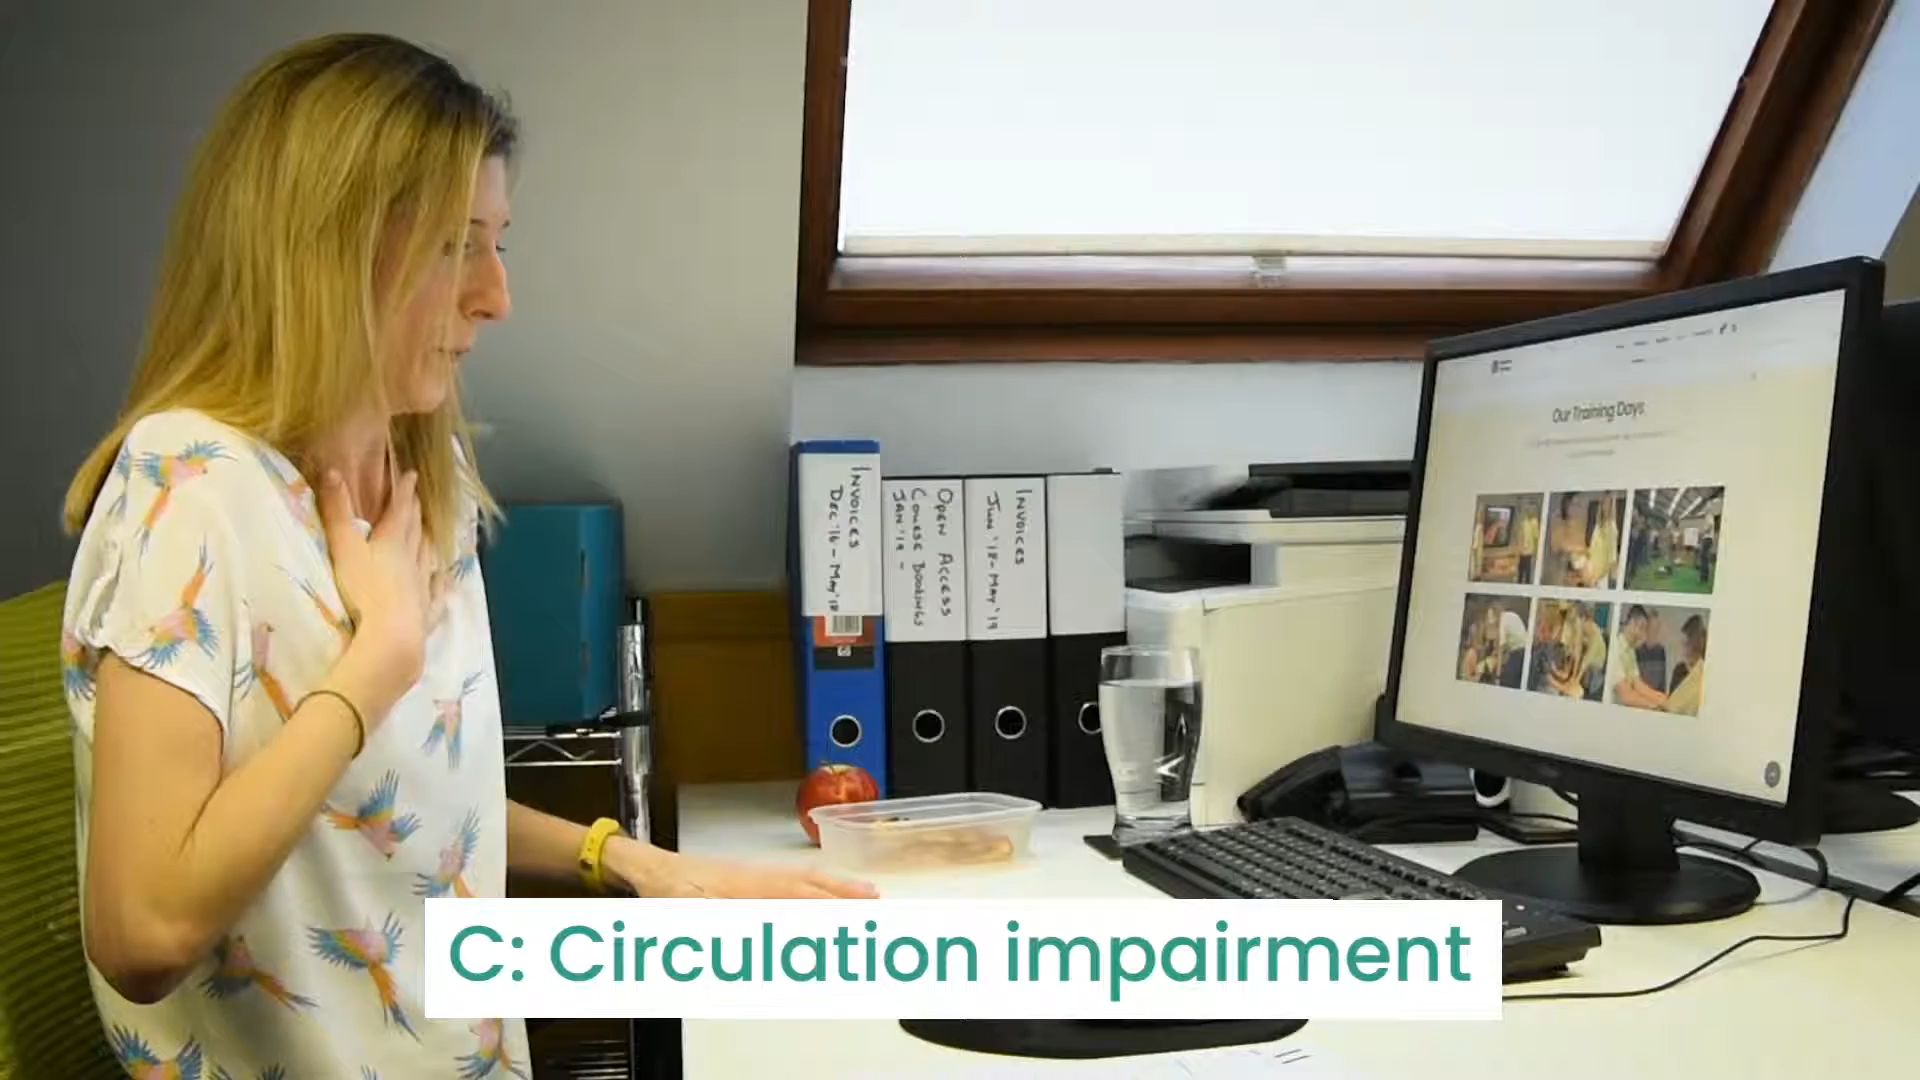 INVOICES
DEC '16 - MAY '18
OPEN ACCESS
COURSE BOOKINGS
JAN '19 -
INVOICES
JUN '18 - MAY '19
Our Training Days
C: Circulation impairment